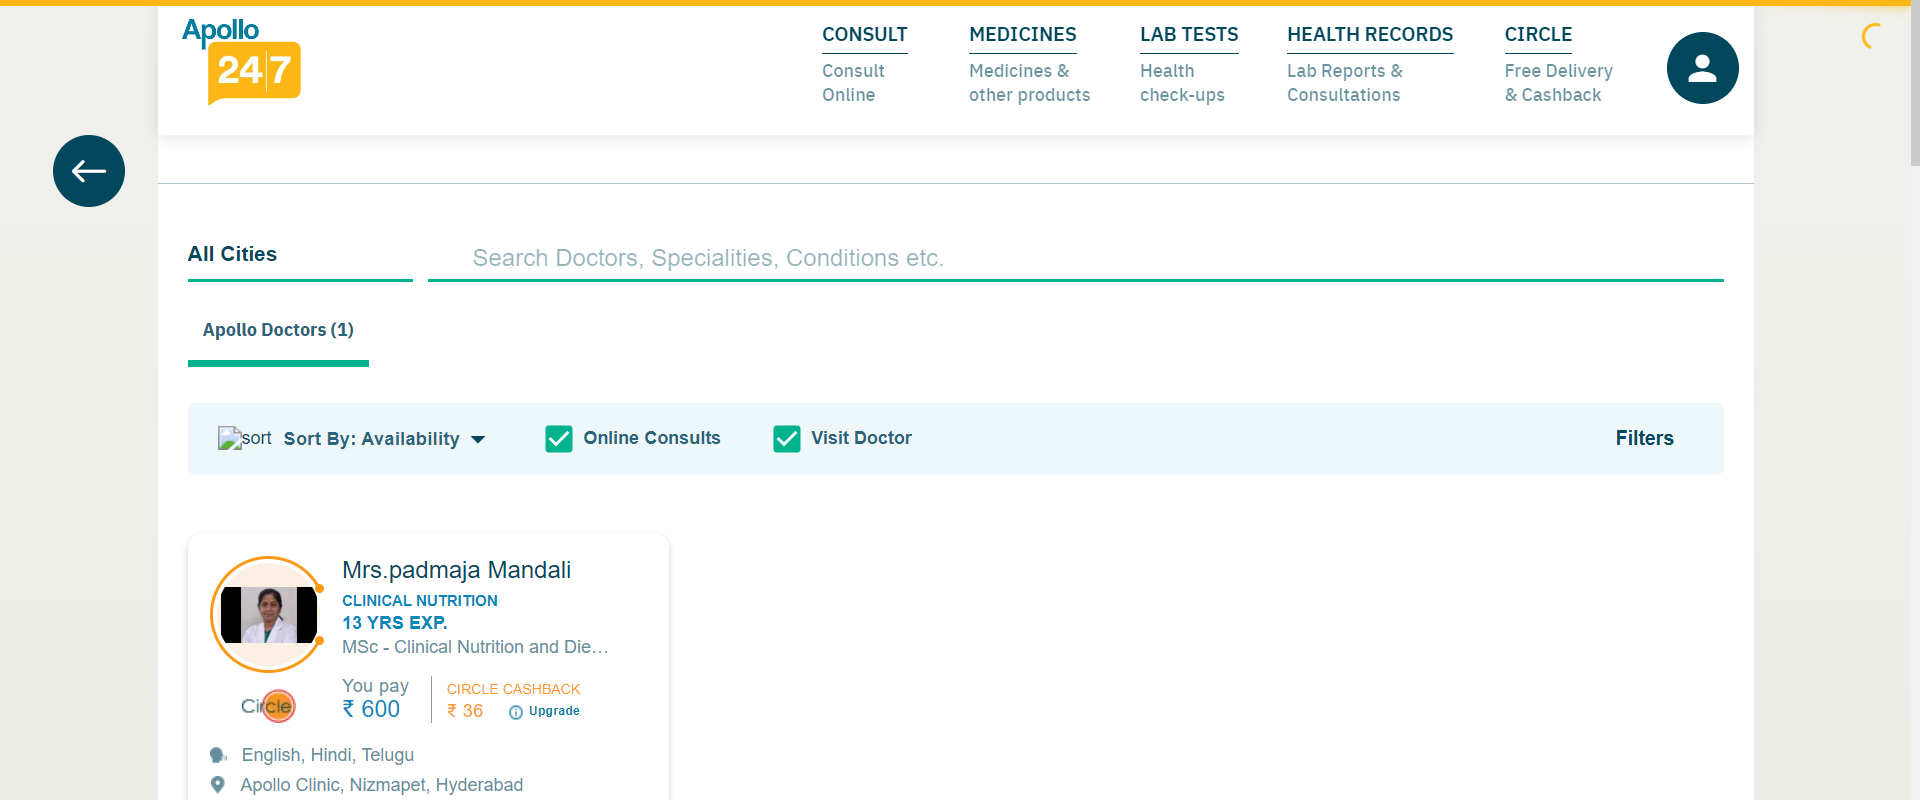 Apollo
24|7
CONSULT
Consult
Online
MEDICINES
Medicines &
other products
LAB TESTS
Health
check-ups
HEALTH RECORDS
Lab Reports &
Consultations
CIRCLE
Free Delivery
& Cashback
All Cities
Search Doctors, Specialities, Conditions etc.
Apollo Doctors (1)
sort Sort By: Availability
Online Consults
Visit Doctor
Filters
Mrs.padmaja Mandali
CLINICAL NUTRITION
13 YRS EXP.
MSc - Clinical Nutrition and Die...
Circle
You pay
₹ 600
CIRCLE CASHBACK
₹ 36 Upgrade
English, Hindi, Telugu
Apollo Clinic, Nizmapet, Hyderabad